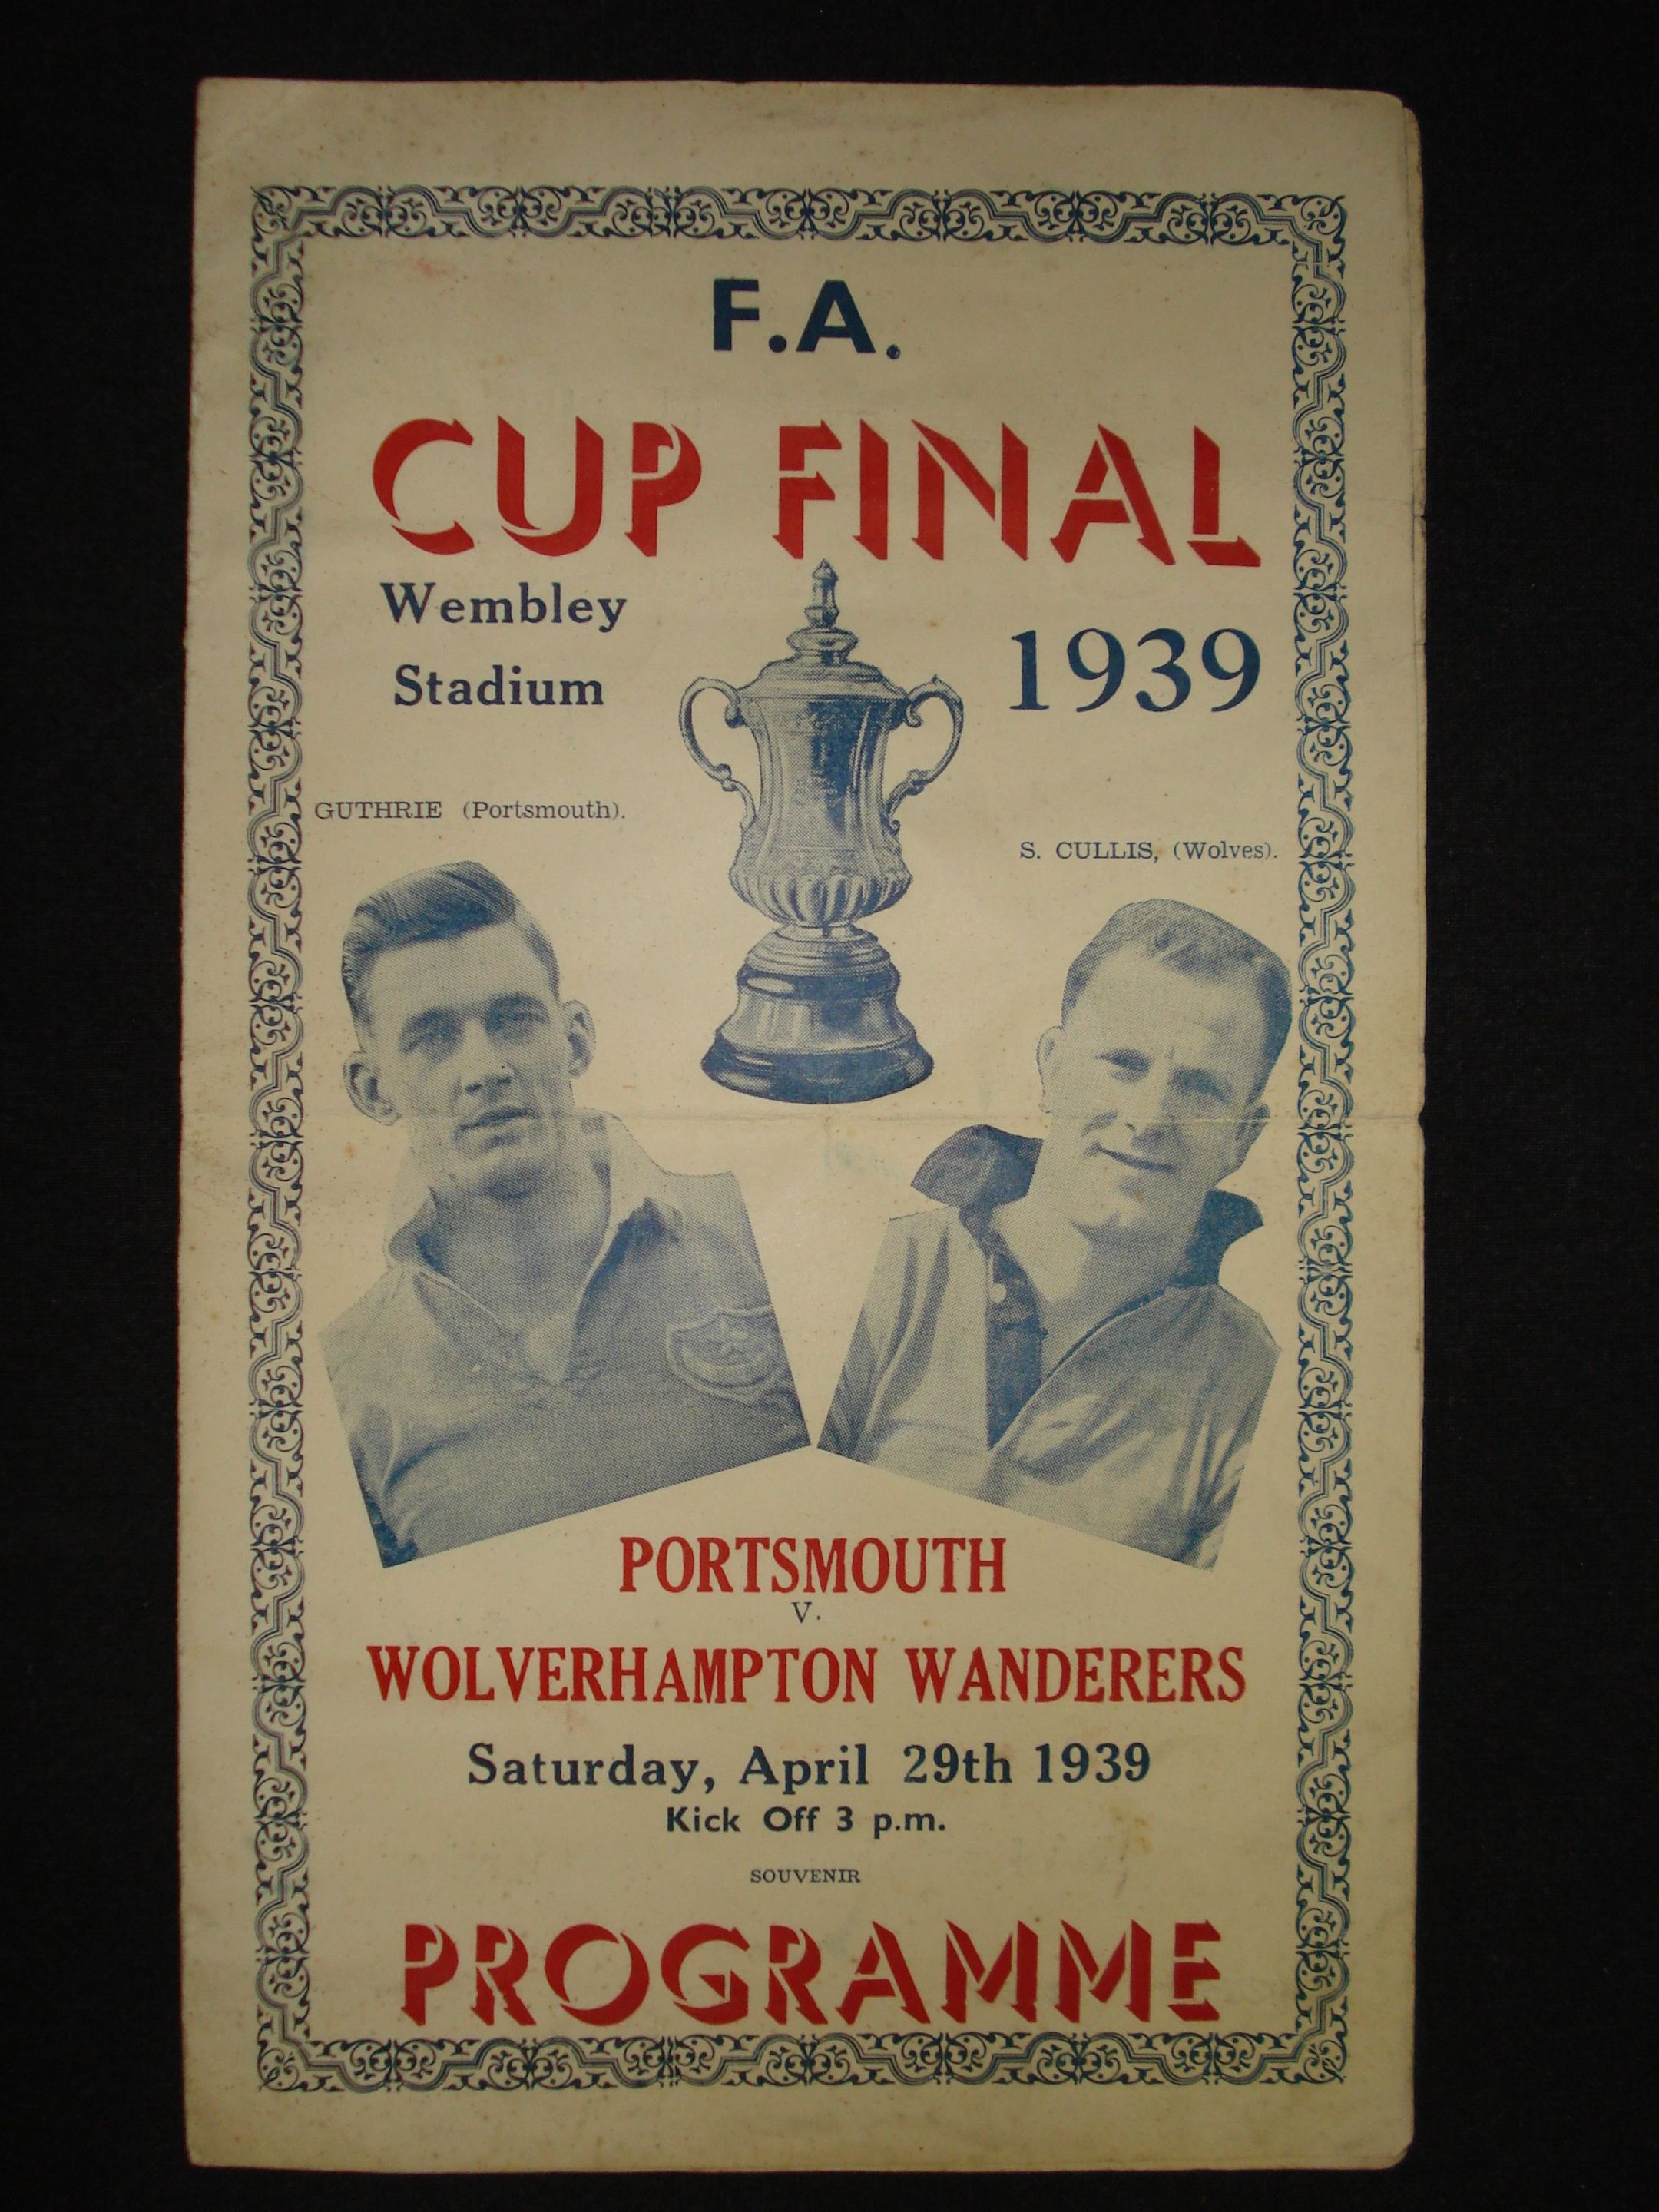 F.A.
CUP FINAL
Wembley
Stadium
1939
GUTHRIE (Portsmouth).
S. CULLIS, (Wolves).
PORTSMOUTH
V.
WOLVERHAMPTON WANDERERS
Saturday, April 29th 1939
Kick Off 3 p.m.
SOUVENIR
PROGRAMME